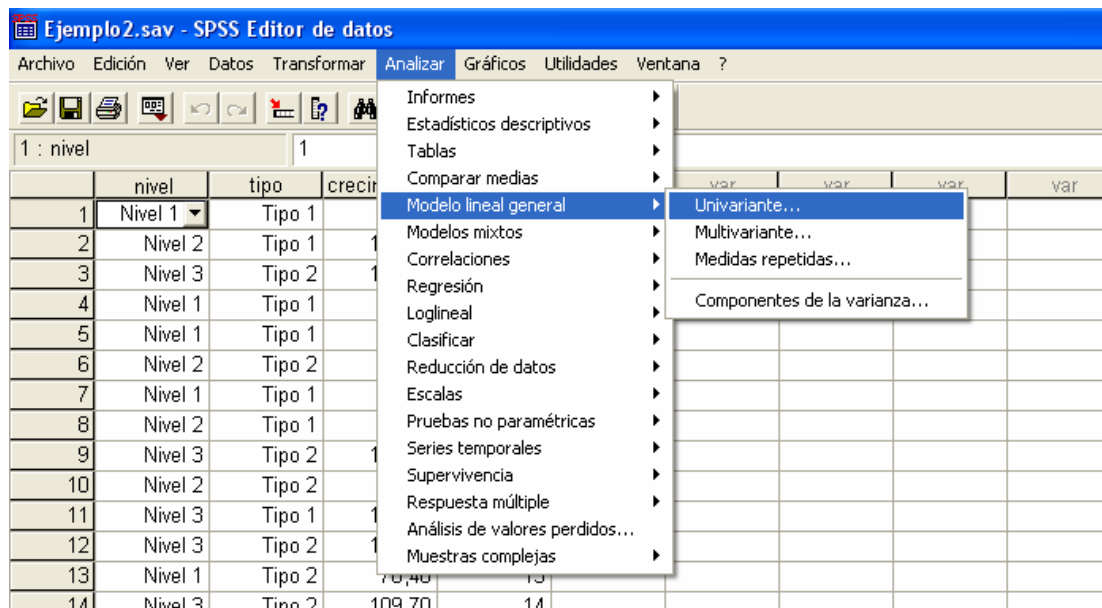 Ejemplo2.sav - SPSS Editor de datos
Archivo Edición Ver Datos Transformar Analizar Gráficos Utilidades Ventana ?
1 : nivel 1
nivel tipo var var var var
1 Nivel 1 Tipo 1
2 Nivel 2 Tipo 1 1
3 Nivel 3 Tipo 2 1
4 Nivel 1 Tipo 1
5 Nivel 1 Tipo 1
6 Nivel 2 Tipo 2
7 Nivel 1 Tipo 1
8 Nivel 2 Tipo 1
9 Nivel 3 Tipo 2 1
10 Nivel 2 Tipo 2
11 Nivel 3 Tipo 1 1
12 Nivel 3 Tipo 2 1
13 Nivel 1 Tipo 2
14 Nivel 3 Tipo 2 109,70 14
Informes
Estadísticos descriptivos
Tablas
Comparar medias
Modelo lineal general
Modelos mixtos
Correlaciones
Regresión
Loglineal
Clasificar
Reducción de datos
Escalas
Pruebas no paramétricas
Series temporales
Supervivencia
Respuesta múltiple
Análisis de valores perdidos...
Muestras complejas
Univariante...
Multivariante...
Medidas repetidas...
Componentes de la varianza...